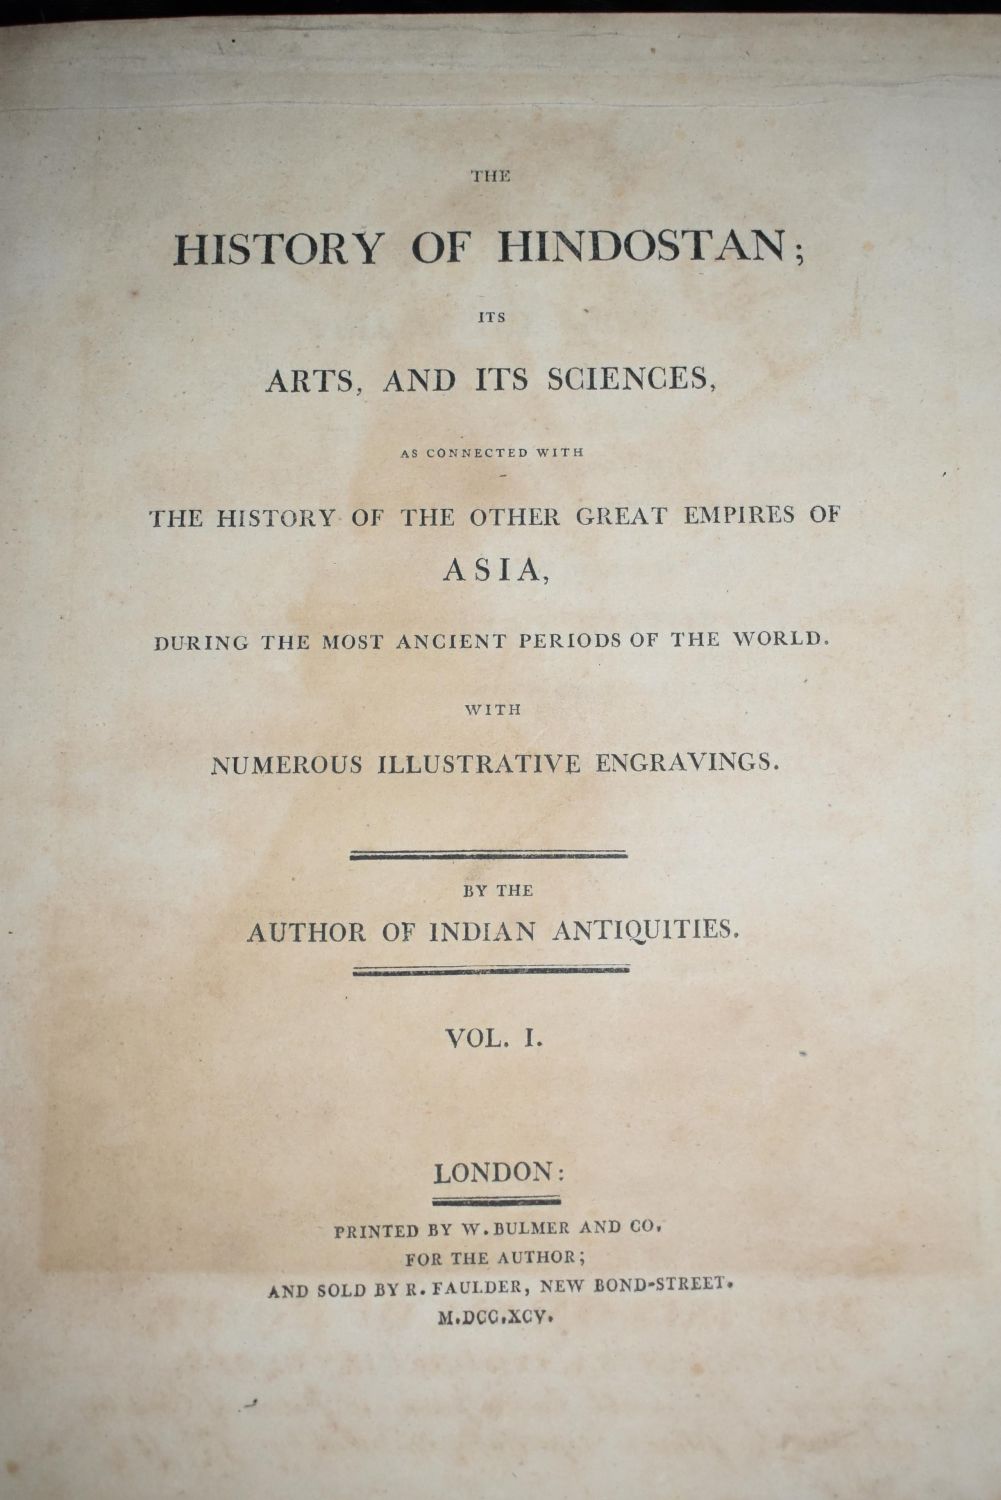 THE
HISTORY OF HINDOSTAN;
ITS
ARTS, AND ITS SCIENCES,
AS CONNECTED WITH
THE HISTORY OF THE OTHER GREAT EMPIRES OF
ASIA,
DURING THE MOST ANCIENT PERIODS OF THE WORLD.
WITH
NUMEROUS ILLUSTRATIVE ENGRAVINGS.
BY THE
AUTHOR OF INDIAN ANTIQUITIES.
VOL. I.
LONDON:
PRINTED BY W. BULMER AND CO.
FOR THE AUTHOR;
AND SOLD BY R. FAULDER, NEW BOND-STREET.
M.DCC.XCV.